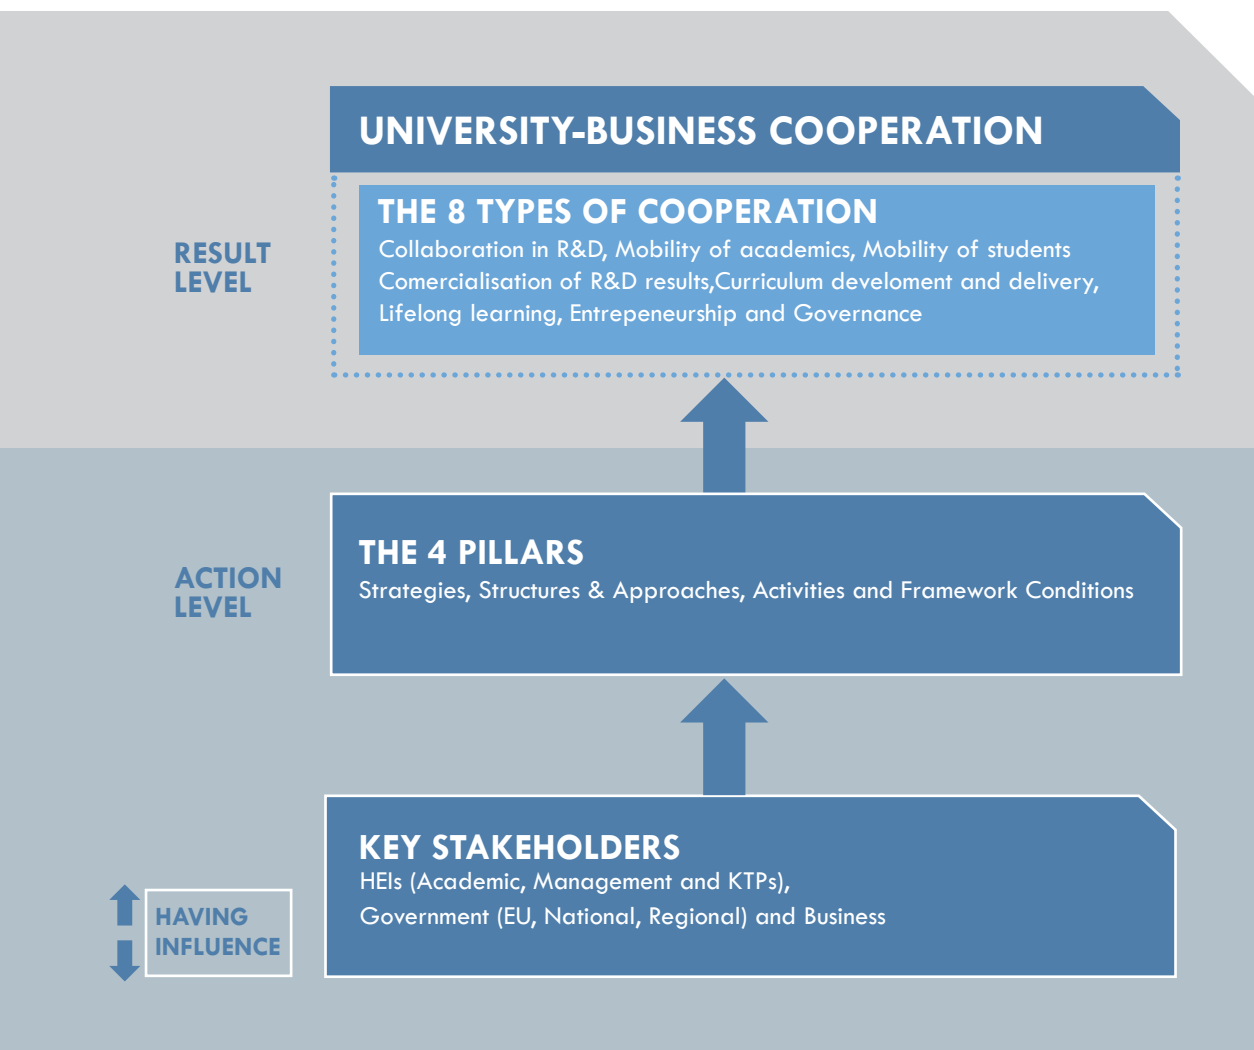 UNIVERSITY-BUSINESS COOPERATION
THE 8 TYPES OF COOPERATION
Collaboration in R&D, Mobility of academics, Mobility of students
Comercialisation of R&D results,Curriculum develoment and delivery,
Lifelong learning, Entrepeneurship and Governance
RESULT
LEVEL
THE 4 PILLARS
Strategies, Structures & Approaches, Activities and Framework Conditions
ACTION
LEVEL
KEY STAKEHOLDERS
HEIs (Academic, Management and KTPs),
Government (EU, National, Regional) and Business
HAVING
INFLUENCE